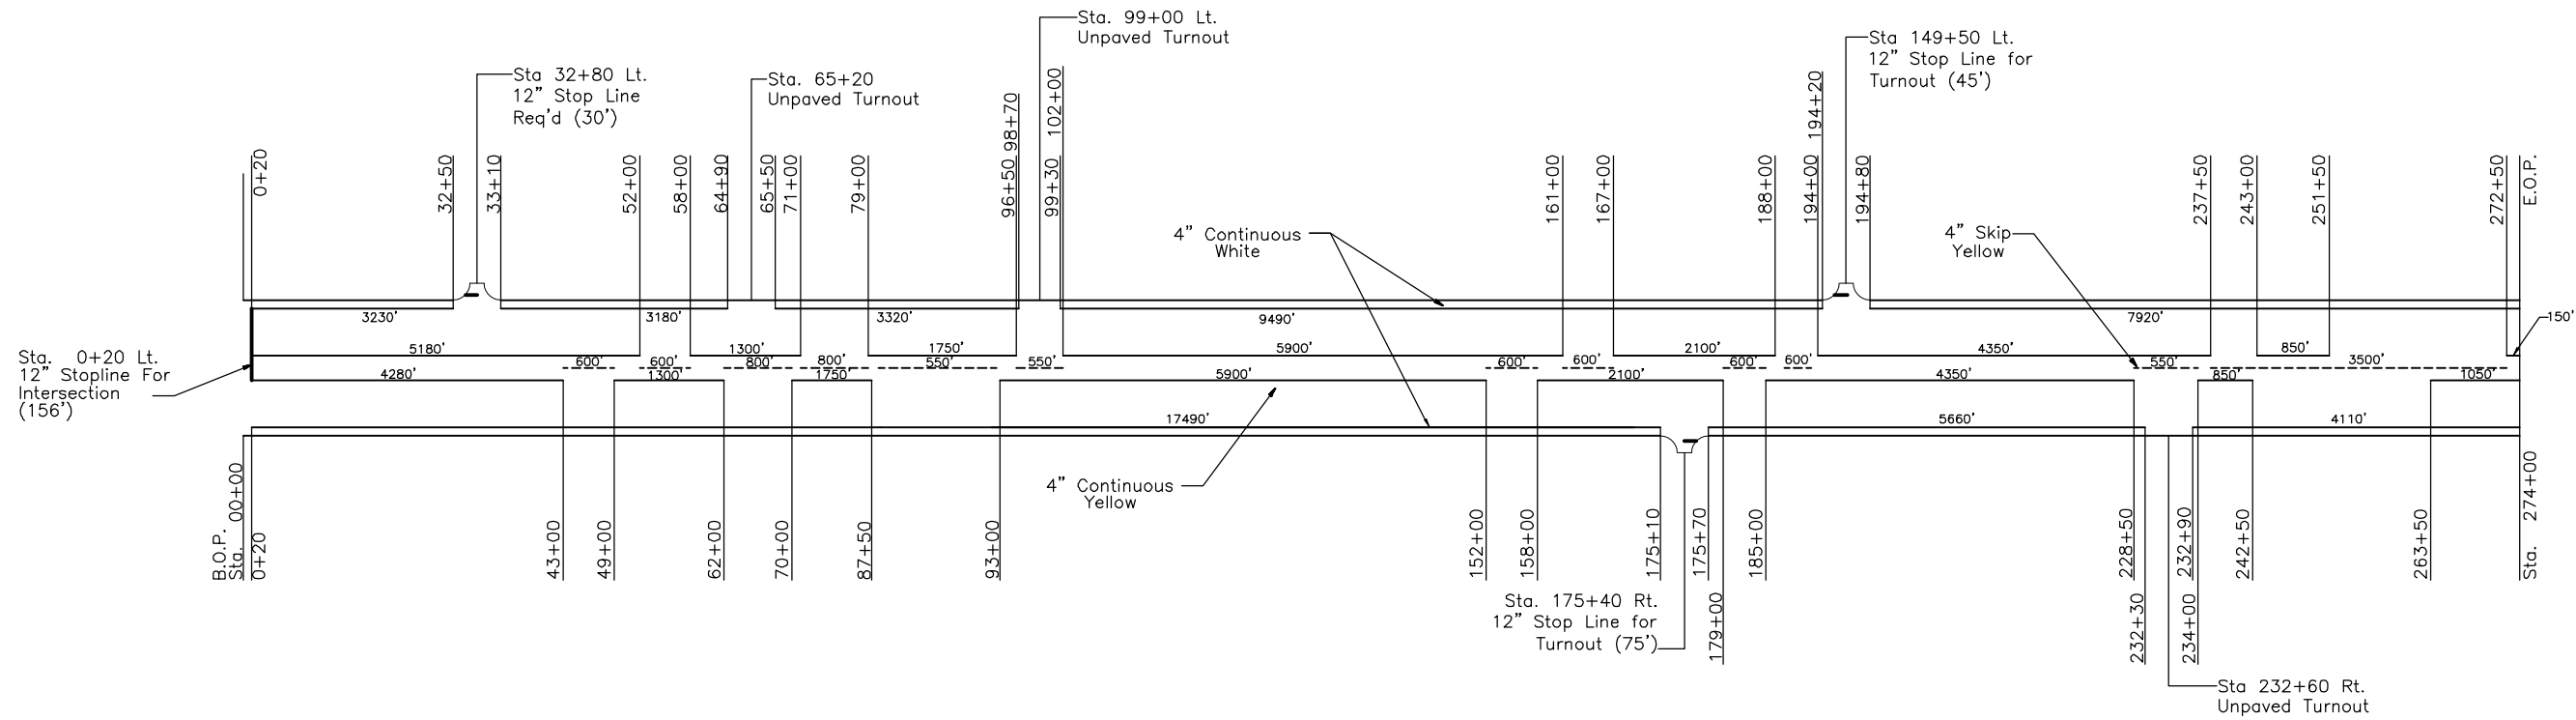 Sta. 99+00 Lt.
Unpaved Turnout
Sta 149+50 Lt.
12" Stop Line for
Turnout (45')
Sta 32+80 Lt.
12" Stop Line
Req'd (30')
Sta. 65+20
Unpaved Turnout
0+20
32+50
33+10
52+00
58+00
64+90
65+50
71+00
79+00
96+50
98+70
99+30
102+00
161+00
167+00
188+00
194+00
194+20
194+80
237+50
243+00
251+50
272+50
E.O.P.
4" Continuous
White
4" Skip
Yellow
3230'
3180'
3320'
9490'
7920'
150'
5180'
1300'
1750'
5900'
2100'
4350'
850'
600'
600'
800'
800'
550'
550'
600'
600'
600'
600'
550'
3500'
4280'
1300'
1750'
5900'
2100'
4350'
850'
1050'
Sta. 0+20 Lt.
12" Stopline For
Intersection
(156')
17490'
5660'
4110'
4" Continuous
Yellow
B.O.P.
Sta. 00+00
0+20
43+00
49+00
62+00
70+00
87+50
93+00
152+00
158+00
175+10
175+70
179+00
185+00
228+50
232+30
232+90
234+00
242+50
263+50
Sta. 274+00
Sta. 175+40 Rt.
12" Stop Line for
Turnout (75')
Sta 232+60 Rt.
Unpaved Turnout